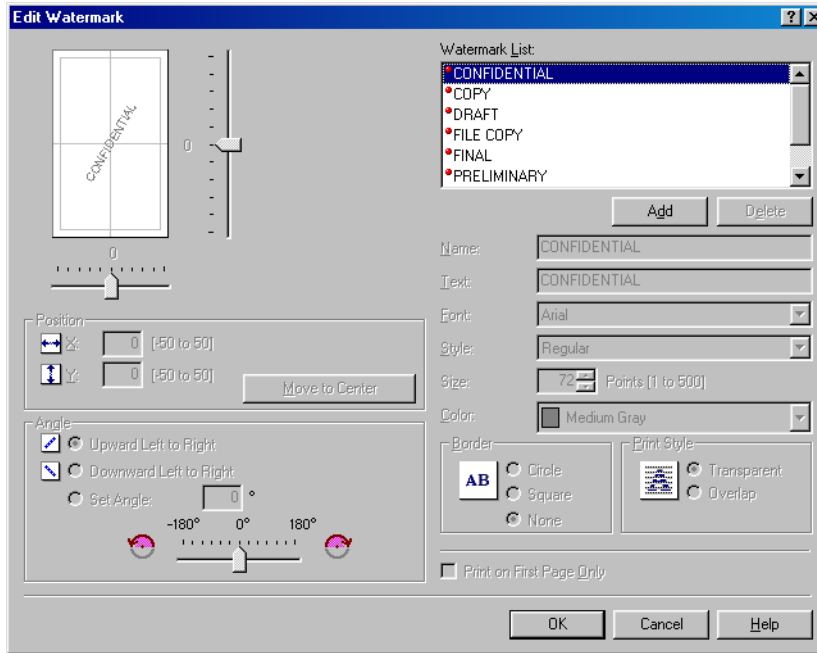 Edit Watermark
CONFIDENTIAL
0
0
Position
X: 0 [-50 to 50]
Y: 0 [-50 to 50]
Move to Center
Angle
Upward Left to Right
Downward Left to Right
Set Angle: 0 °
-180° 0° 180°
Watermark List:
CONFIDENTIAL
COPY
DRAFT
FILE COPY
FINAL
PRELIMINARY
Add Delete
Name: CONFIDENTIAL
Text: CONFIDENTIAL
Font: Arial
Style: Regular
Size: 72 Points [1 to 500]
Color: Medium Gray
Border
AB
Circle
Square
None
Print Style
Transparent
Overlap
Print on First Page Only
OK Cancel Help